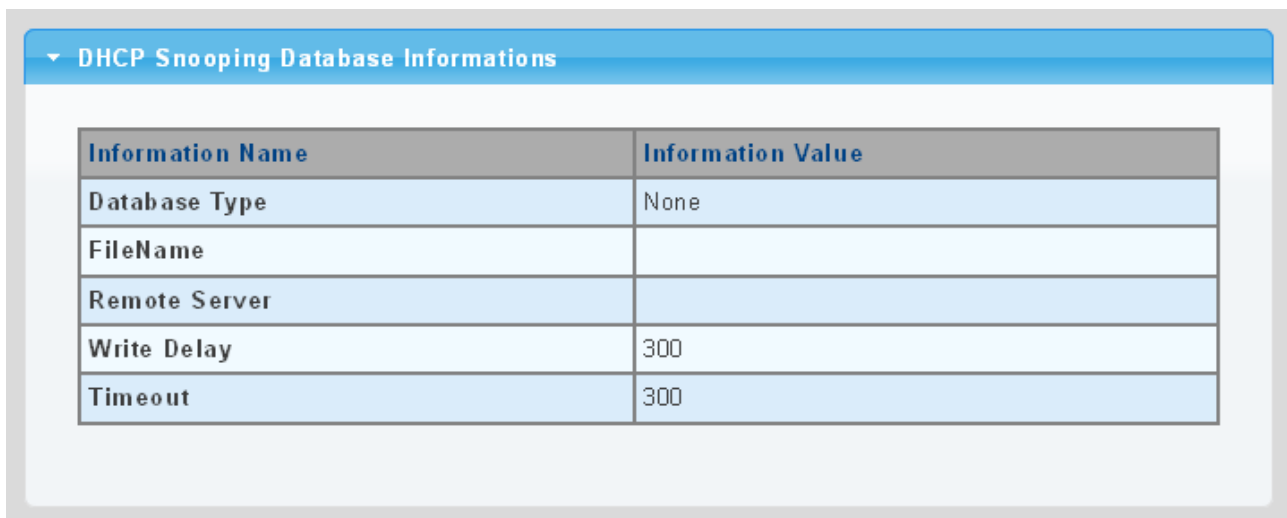 DHCP Snooping Database Informations
Information Name Information Value
Database Type None
FileName
Remote Server
Write Delay 300
Timeout 300